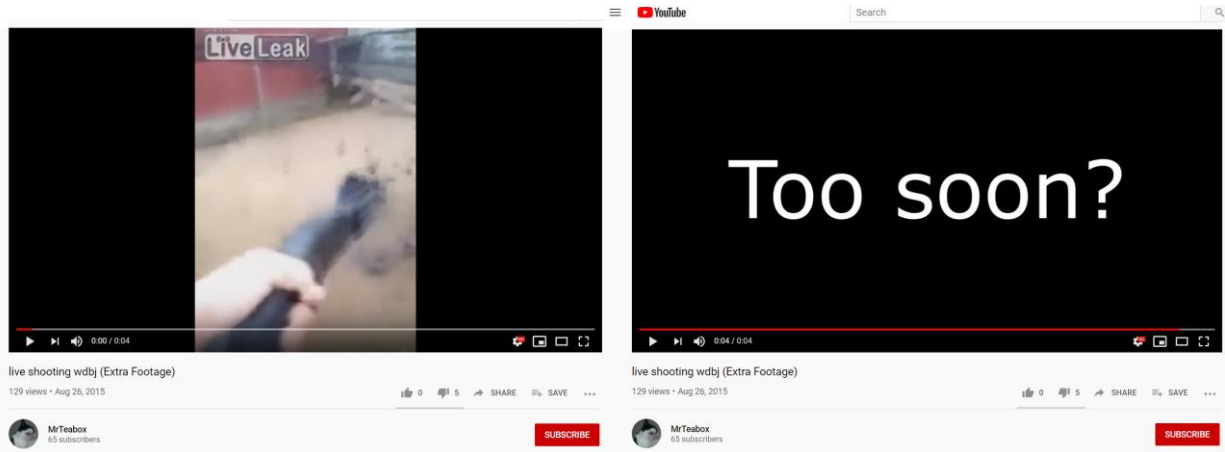 LiveLeak
0:00 / 0:04
live shooting wdbj (Extra Footage)
129 views • Aug 26, 2015
0
5
SHARE
SAVE
MrTeabox
65 subscribers
SUBSCRIBE
YouTube
Search
Too soon?
0:04 / 0:04
live shooting wdbj (Extra Footage)
129 views • Aug 26, 2015
0
5
SHARE
SAVE
MrTeabox
65 subscribers
SUBSCRIBE